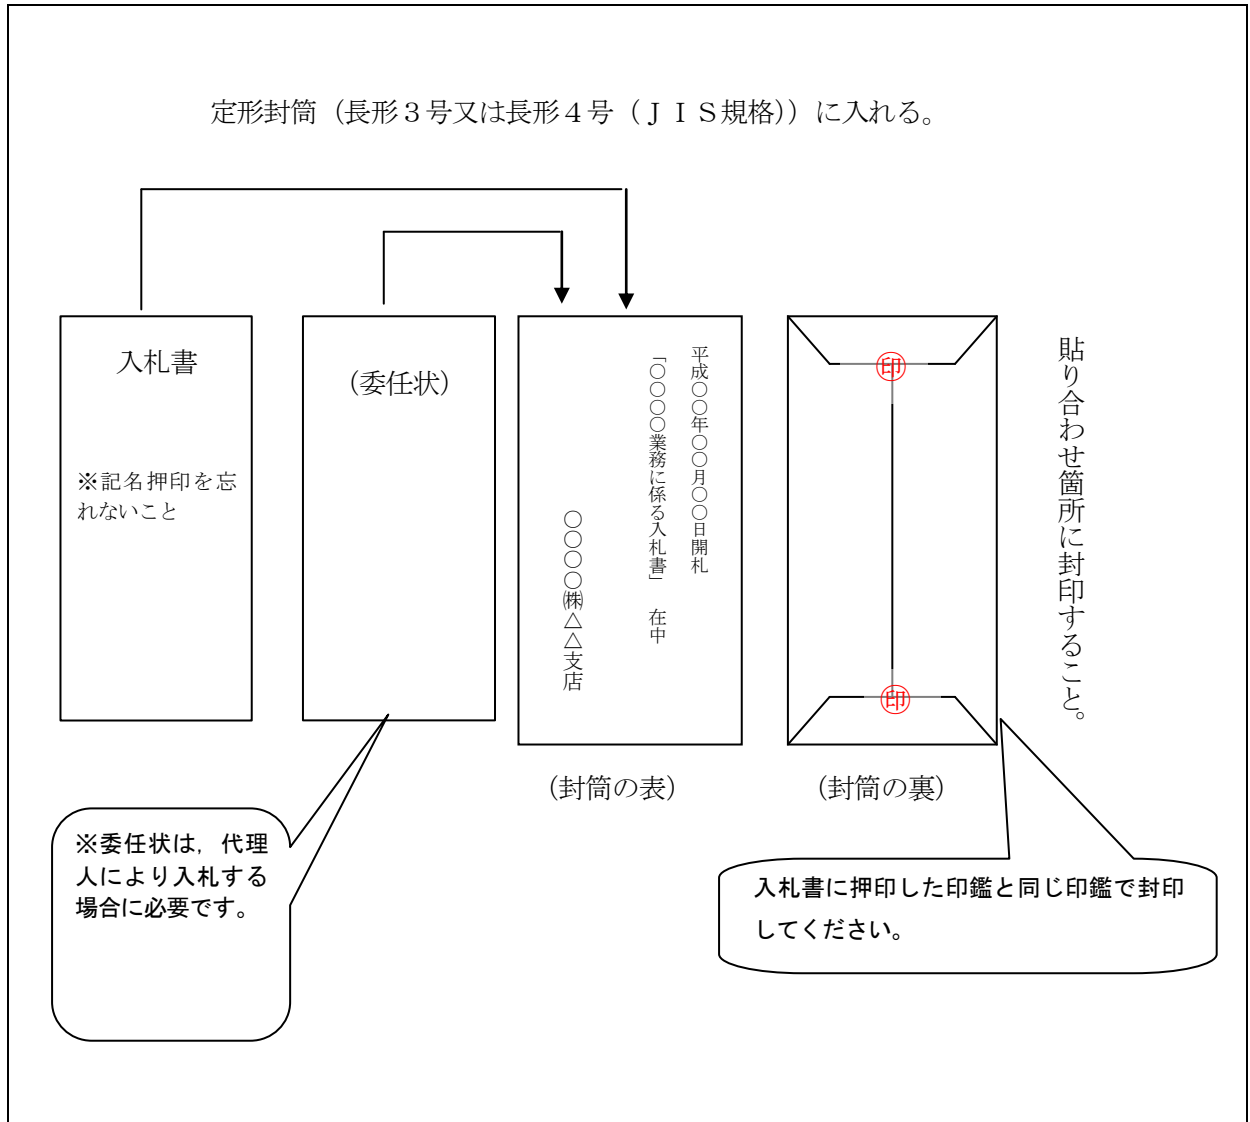 定形封筒（長形３号又は長形４号（ＪＩＳ規格））に入れる。
入札書
※記名押印を忘
れないこと
（委任状）
平成〇〇年〇〇月〇〇日開札
「〇〇〇〇業務に係る入札書」　在中
〇〇〇〇㈱△△支店
印
印
貼り合わせ箇所に封印すること。
（封筒の表）
（封筒の裏）
※委任状は，代理
人により入札する
場合に必要です。
入札書に押印した印鑑と同じ印鑑で封印
してください。